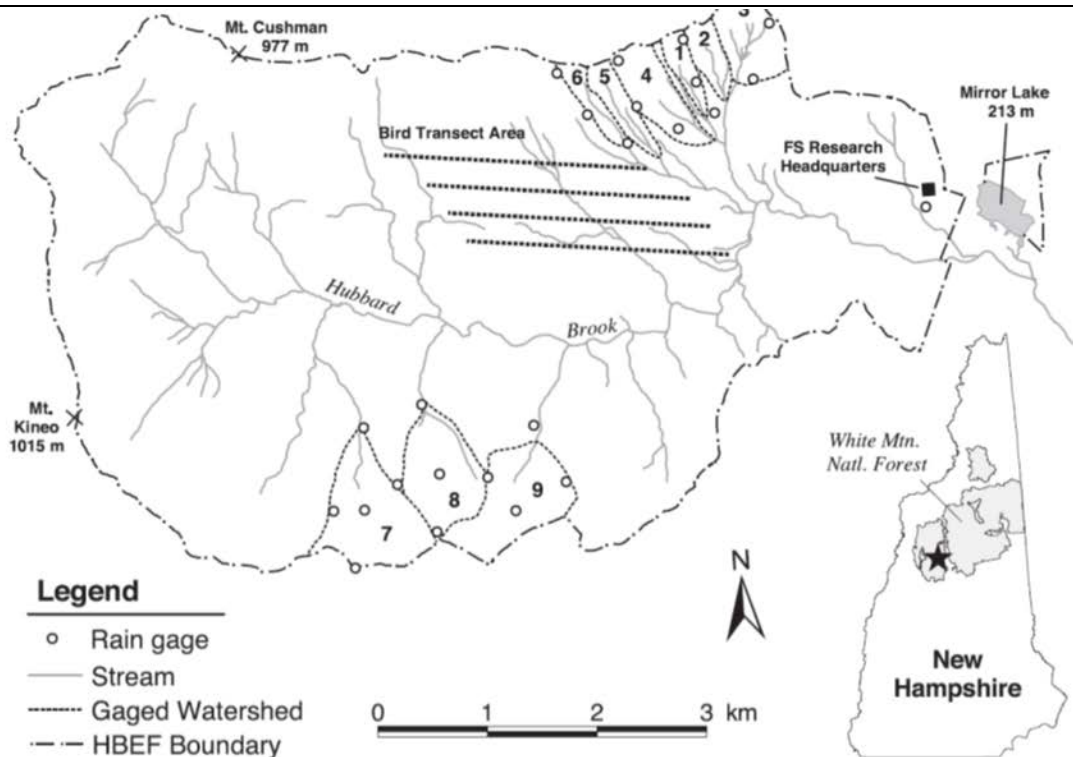 3
Mt. Cushman
977 m
2
1
6
5
4
Mirror Lake
213 m
Bird Transect Area
FS Research
Headquarters
Hubbard
Brook
Mt.
Kineo
1015 m
White Mtn.
Natl. Forest
8
9
7
N
Legend
Rain gage
Stream
Gaged Watershed
HBEF Boundary
0 1 2 3 km
New
Hampshire